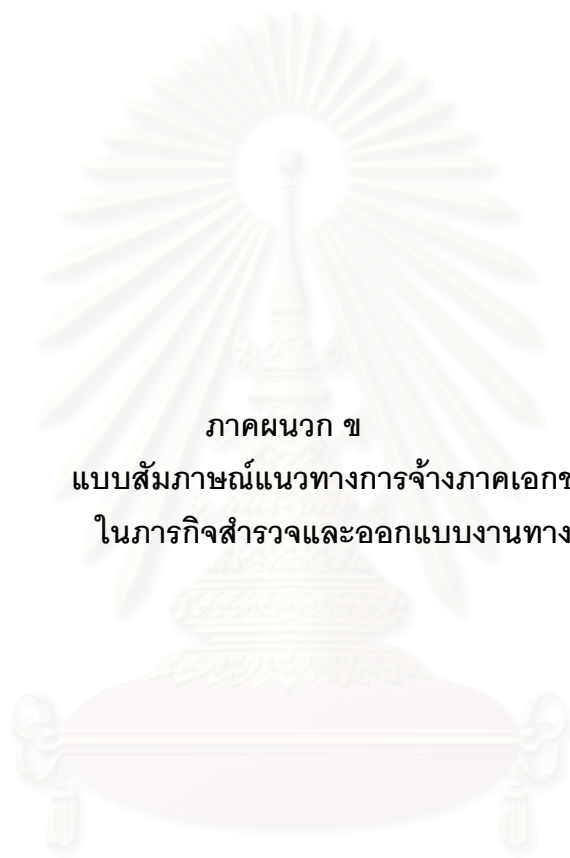 ภาคผนวก ข
แบบสัมภาษณ์แนวทางการจ้างภาคเอกช
ในภารกิจสำรวจและออกแบบงานทาง